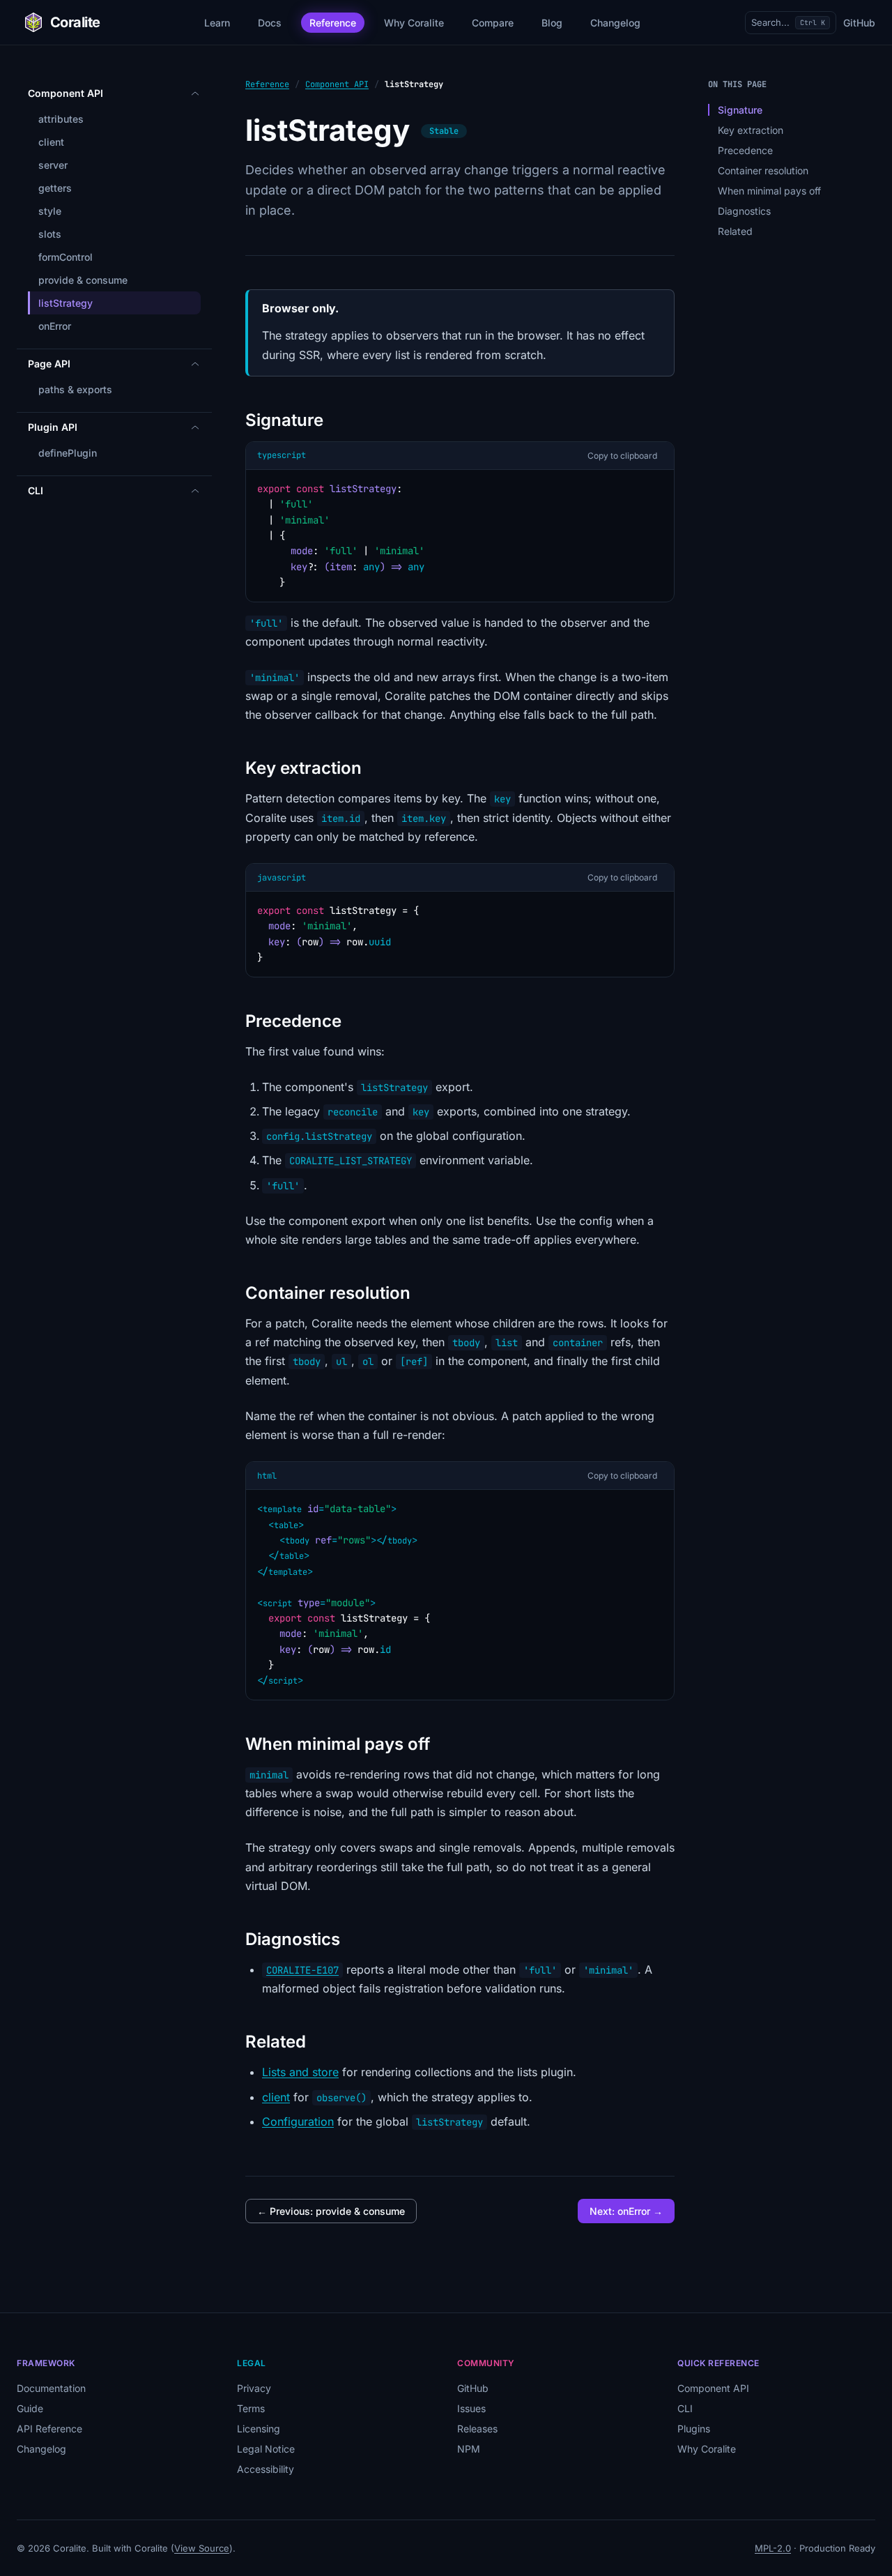 Coralite
Learn
Docs
Reference
Why Coralite
Compare
Blog
Changelog
Search...
Ctrl K
GitHub
Component API
attributes
client
server
getters
style
slots
formControl
provide & consume
listStrategy
onError
Page API
paths & exports
Plugin API
definePlugin
CLI
Reference / Component API / listStrategy
listStrategy
Stable
Decides whether an observed array change triggers a normal reactive
update or a direct DOM patch for the two patterns that can be applied
in place.
Browser only.
The strategy applies to observers that run in the browser. It has no effect
during SSR, where every list is rendered from scratch.
Signature
typescript
Copy to clipboard
export const listStrategy:
  | 'full'
  | 'minimal'
  | {
      mode: 'full' | 'minimal'
      key?: (item: any) => any
    }
'full' is the default. The observed value is handed to the observer and the
component updates through normal reactivity.
'minimal' inspects the old and new arrays first. When the change is a two-item
swap or a single removal, Coralite patches the DOM container directly and skips
the observer callback for that change. Anything else falls back to the full path.
Key extraction
Pattern detection compares items by key. The key function wins; without one,
Coralite uses item.id, then item.key, then strict identity. Objects without either
property can only be matched by reference.
javascript
Copy to clipboard
export const listStrategy = {
  mode: 'minimal',
  key: (row) => row.uuid
}
Precedence
The first value found wins:
1. The component's listStrategy export.
2. The legacy reconcile and key exports, combined into one strategy.
3. config.listStrategy on the global configuration.
4. The CORALITE_LIST_STRATEGY environment variable.
5. 'full'.
Use the component export when only one list benefits. Use the config when a
whole site renders large tables and the same trade-off applies everywhere.
Container resolution
For a patch, Coralite needs the element whose children are the rows. It looks for
a ref matching the observed key, then tbody, list and container refs, then
the first tbody, ul, ol or [ref] in the component, and finally the first child
element.
Name the ref when the container is not obvious. A patch applied to the wrong
element is worse than a full re-render:
html
Copy to clipboard
<template id="data-table">
  <table>
    <tbody ref="rows"></tbody>
  </table>
</template>
<script type="module">
  export const listStrategy = {
    mode: 'minimal',
    key: (row) => row.id
  }
</script>
When minimal pays off
minimal avoids re-rendering rows that did not change, which matters for long
tables where a swap would otherwise rebuild every cell. For short lists the
difference is noise, and the full path is simpler to reason about.
The strategy only covers swaps and single removals. Appends, multiple removals
and arbitrary reorderings still take the full path, so do not treat it as a general
virtual DOM.
Diagnostics
• CORALITE-E107 reports a literal mode other than 'full' or 'minimal'. A
malformed object fails registration before validation runs.
Related
• Lists and store for rendering collections and the lists plugin.
• client for observe(), which the strategy applies to.
• Configuration for the global listStrategy default.
← Previous: provide & consume
Next: onError →
ON THIS PAGE
Signature
Key extraction
Precedence
Container resolution
When minimal pays off
Diagnostics
Related
FRAMEWORK
Documentation
Guide
API Reference
Changelog
LEGAL
Privacy
Terms
Licensing
Legal Notice
Accessibility
COMMUNITY
GitHub
Issues
Releases
NPM
QUICK REFERENCE
Component API
CLI
Plugins
Why Coralite
© 2026 Coralite. Built with Coralite (View Source).
MPL-2.0 · Production Ready